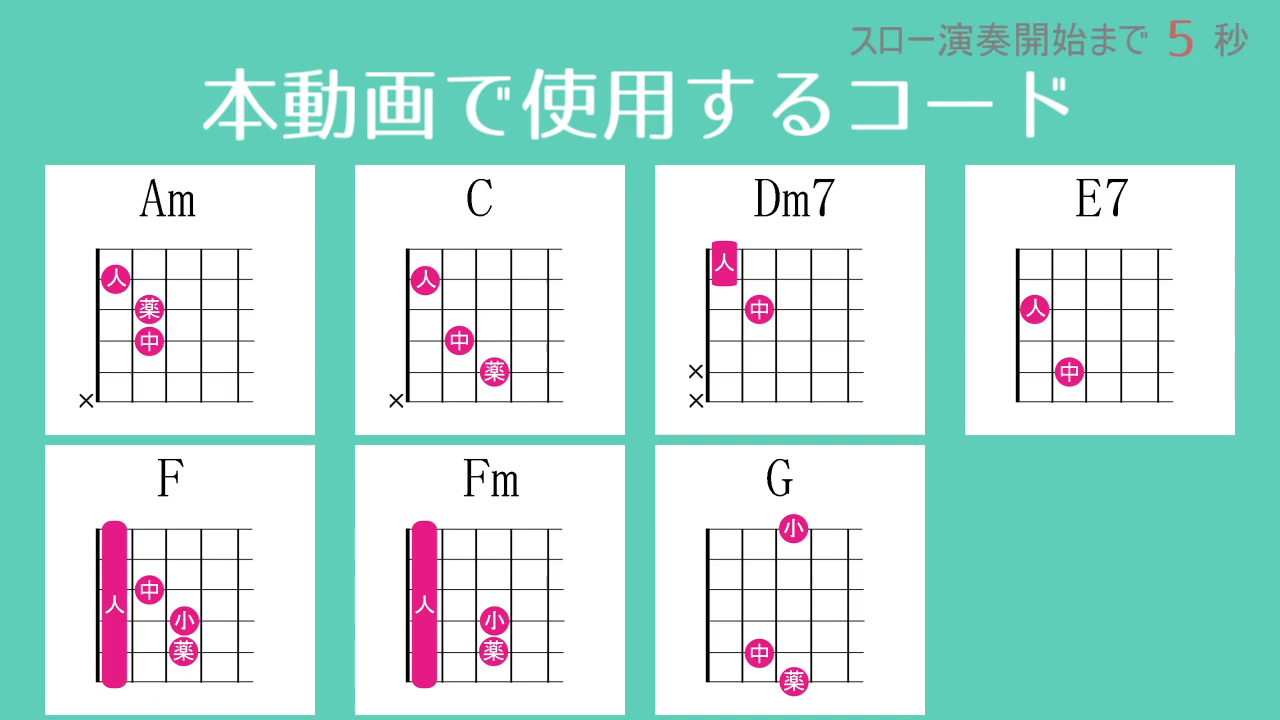 スロー演奏開始まで 5 秒
本動画で使用するコード
Am
人
薬
中
×
C
人
中
薬
×
Dm7
人
中
×
×
E7
人
中
F
中
人
小
薬
Fm
人
小
薬
G
小
中
薬